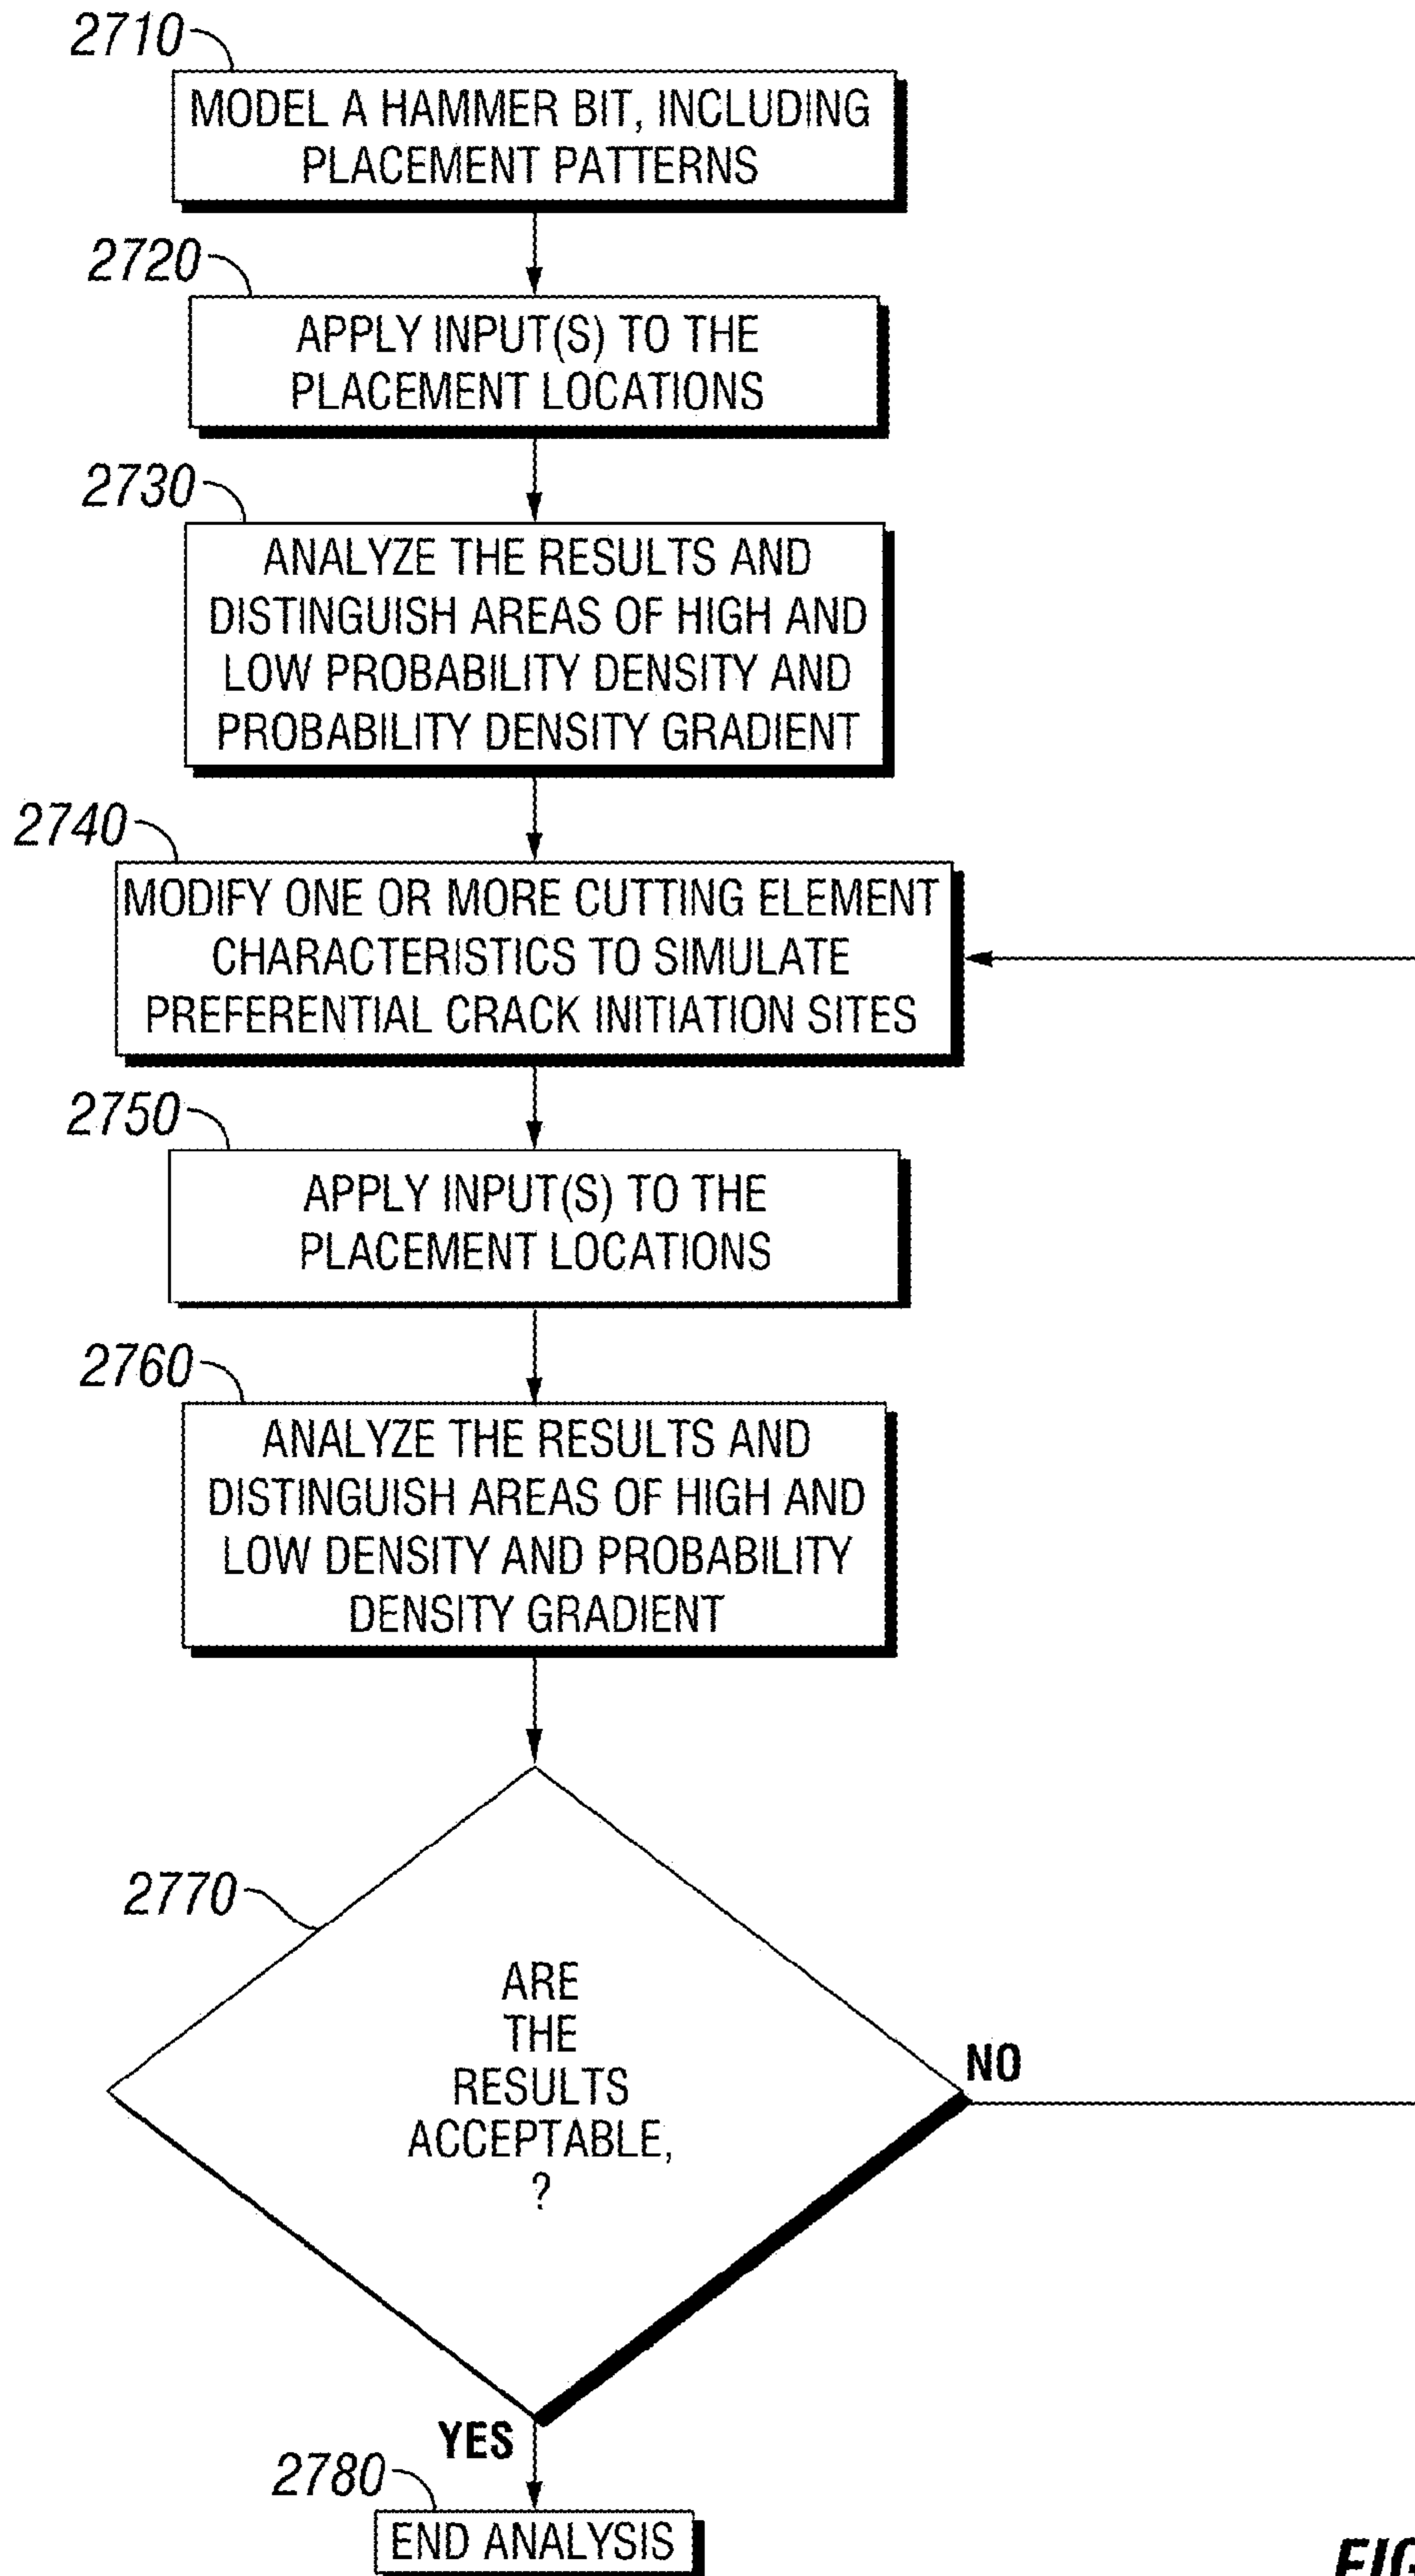 2710
MODEL A HAMMER BIT, INCLUDING
PLACEMENT PATTERNS
2720
APPLY INPUT(S) TO THE
PLACEMENT LOCATIONS
2730
ANALYZE THE RESULTS AND
DISTINGUISH AREAS OF HIGH AND
LOW PROBABILITY DENSITY AND
PROBABILITY DENSITY GRADIENT
2740
MODIFY ONE OR MORE CUTTING ELEMENT
CHARACTERISTICS TO SIMULATE
PREFERENTIAL CRACK INITIATION SITES
2750
APPLY INPUT(S) TO THE
PLACEMENT LOCATIONS
2760
ANALYZE THE RESULTS AND
DISTINGUISH AREAS OF HIGH AND
LOW DENSITY AND PROBABILITY
DENSITY GRADIENT
2770
ARE
THE
RESULTS
ACCEPTABLE,
?
NO
YES
2780
END ANALYSIS